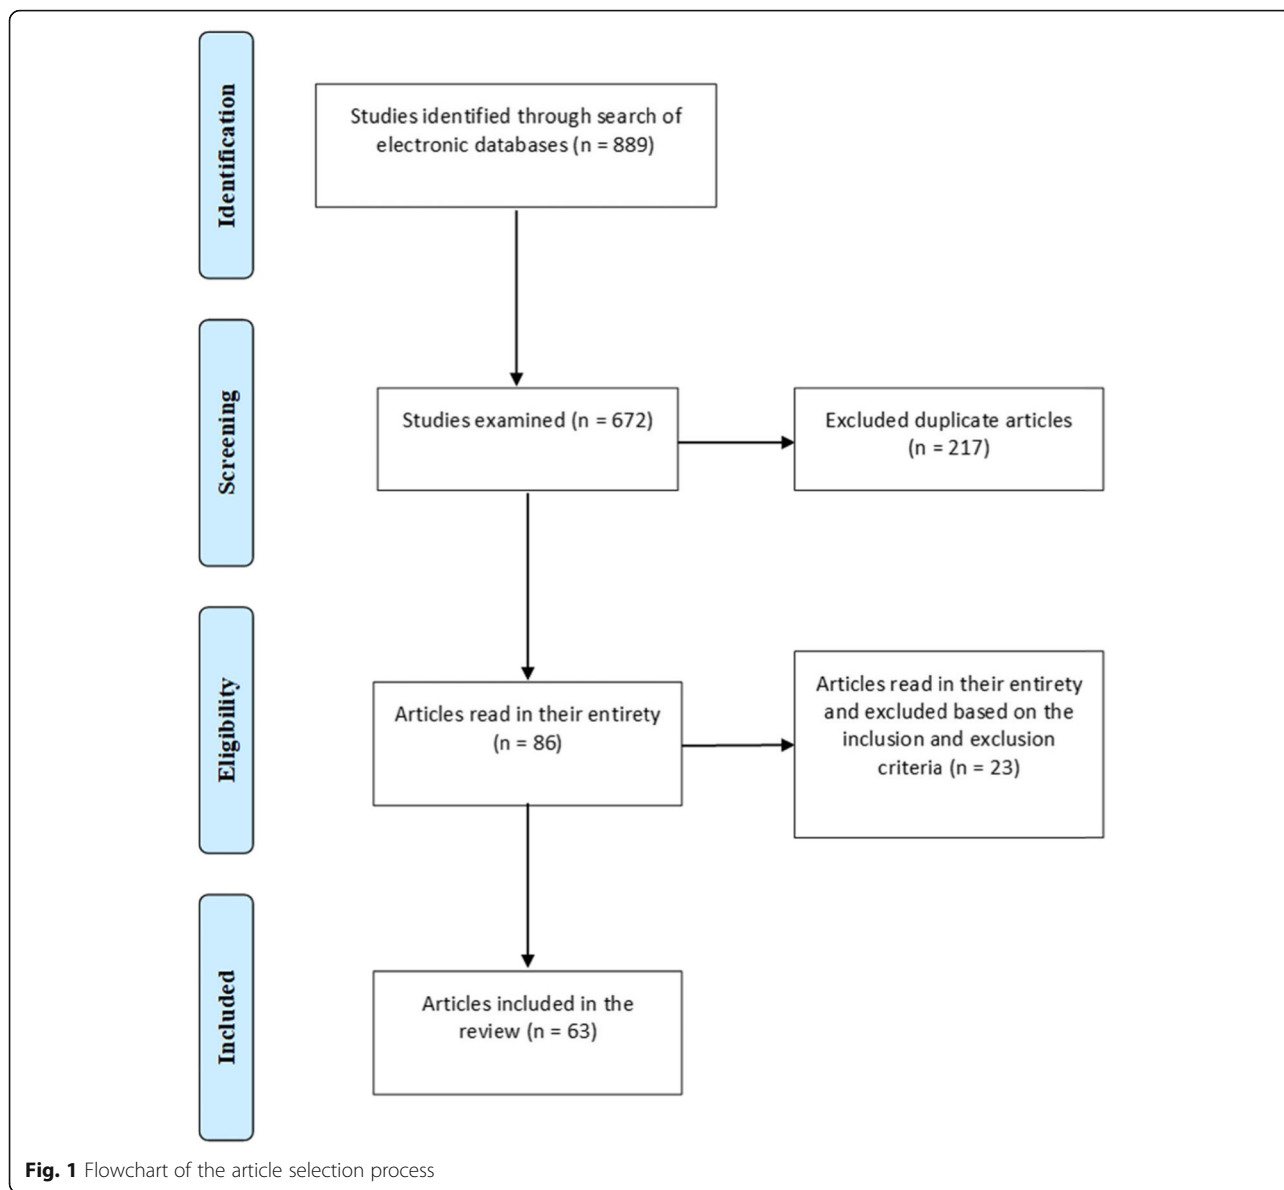 Identification
Studies identified through search of
electronic databases (n = 889)
Screening
Studies examined (n = 672)
Excluded duplicate articles
(n = 217)
Eligibility
Articles read in their entirety
(n = 86)
Articles read in their entirety
and excluded based on the
inclusion and exclusion
criteria (n = 23)
Included
Articles included in the
review (n = 63)
Fig. 1 Flowchart of the article selection process